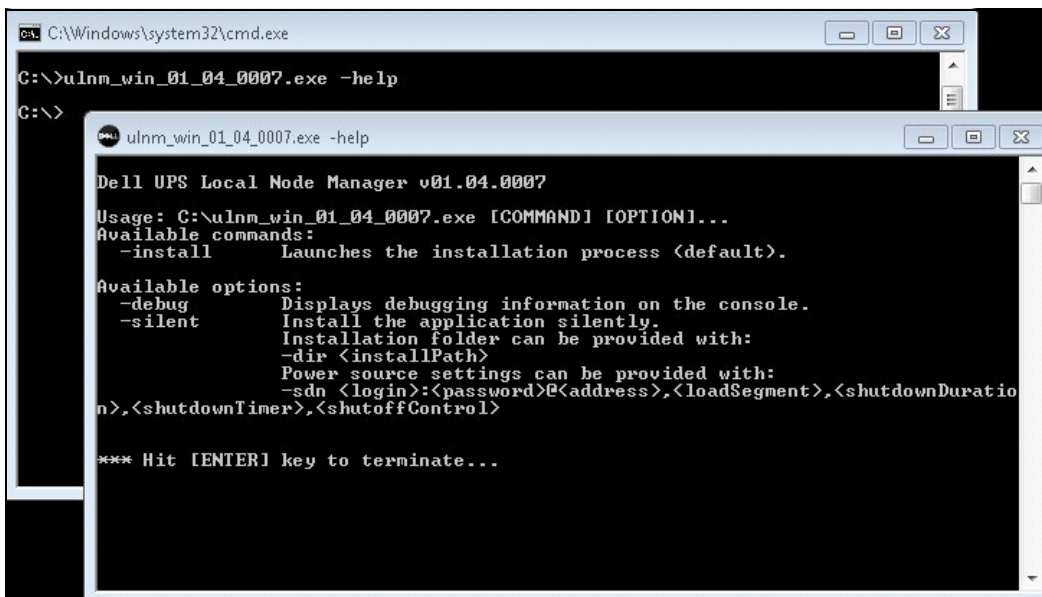 C:\Windows\system32\cmd.exe
C:\>ulnm_win_01_04_0007.exe -help
C:\>
ulnm_win_01_04_0007.exe -help
Dell UPS Local Node Manager v01.04.0007
Usage: C:\ulnm_win_01_04_0007.exe [COMMAND] [OPTION]...
Available commands:
-install Launches the installation process (default).
Available options:
-debug Displays debugging information on the console.
-silent Install the application silently.
Installation folder can be provided with:
-dir <installPath>
Power source settings can be provided with:
-sdn <login>:<password>@<address>,<loadSegment>,<shutdownDuratio
n>,<shutdownTimer>,<shutoffControl>
*** Hit [ENTER] key to terminate...